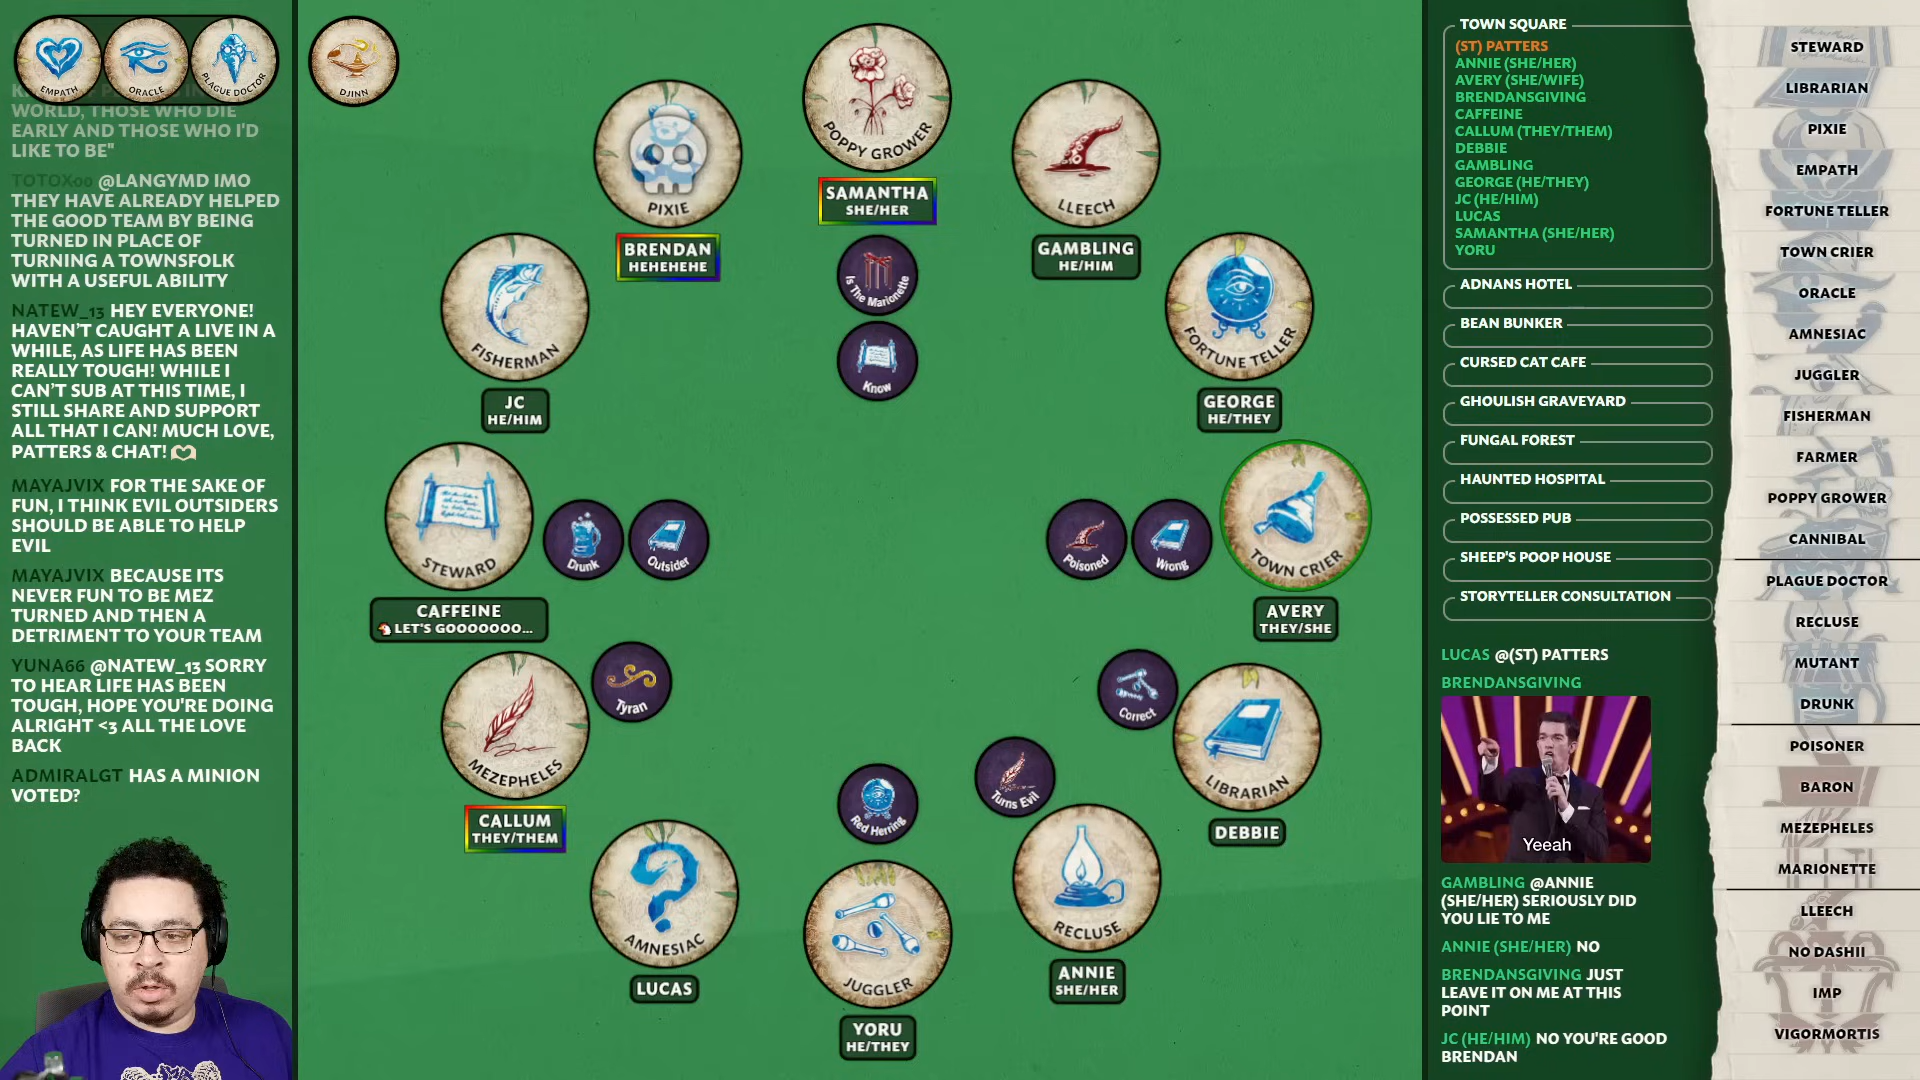 EMPATH
ORACLE
PLAGUE DOCTOR
DJINN
WORLD, THOSE WHO DIE
EARLY AND THOSE WHO I'D
LIKE TO BE"
TOTOX00 @LANGYMD IMO
THEY HAVE ALREADY HELPED
THE GOOD TEAM BY BEING
TURNED IN PLACE OF
TURNING A TOWNSFOLK
WITH A USEFUL ABILITY
NATEW_13 HEY EVERYONE!
HAVEN'T CAUGHT A LIVE IN A
WHILE, AS LIFE HAS BEEN
REALLY TOUGH! WHILE I
CAN'T SUB AT THIS TIME, I
STILL SHARE AND SUPPORT
ALL THAT I CAN! MUCH LOVE,
PATTERS & CHAT!
MAYAJVIX FOR THE SAKE OF
FUN, I THINK EVIL OUTSIDERS
SHOULD BE ABLE TO HELP
EVIL
MAYAJVIX BECAUSE ITS
NEVER FUN TO BE MEZ
TURNED AND THEN A
DETRIMENT TO YOUR TEAM
YUNA66 @NATEW_13 SORRY
TO HEAR LIFE HAS BEEN
TOUGH, HOPE YOU'RE DOING
ALRIGHT <3 ALL THE LOVE
BACK
ADMIRALGT HAS A MINION
VOTED?
POPPY GROWER
SAMANTHA
SHE/HER
Is The Marionette
Know
LLEECH
GAMBLING
HE/HIM
FORTUNE TELLER
GEORGE
HE/THEY
TOWN CRIER
AVERY
THEY/SHE
Poisoned
Wrong
LIBRARIAN
DEBBIE
Correct
RECLUSE
ANNIE
SHE/HER
Turns Evil
JUGGLER
YORU
HE/THEY
Red Herring
AMNESIAC
LUCAS
MEZEPHELES
CALLUM
THEY/THEM
Tyran
STEWARD
CAFFEINE
LET'S GOOOOOOO...
Drunk
Outsider
FISHERMAN
JC
HE/HIM
PIXIE
BRENDAN
HEHEHEHE
TOWN SQUARE
(ST) PATTERS
ANNIE (SHE/HER)
AVERY (SHE/WIFE)
BRENDANSGIVING
CAFFEINE
CALLUM (THEY/THEM)
DEBBIE
GAMBLING
GEORGE (HE/THEY)
JC (HE/HIM)
LUCAS
SAMANTHA (SHE/HER)
YORU
ADNANS HOTEL
BEAN BUNKER
CURSED CAT CAFE
GHOULISH GRAVEYARD
FUNGAL FOREST
HAUNTED HOSPITAL
POSSESSED PUB
SHEEP'S POOP HOUSE
STORYTELLER CONSULTATION
LUCAS @(ST) PATTERS
BRENDANSGIVING
Yeeah
GAMBLING @ANNIE
(SHE/HER) SERIOUSLY DID
YOU LIE TO ME
ANNIE (SHE/HER) NO
BRENDANSGIVING JUST
LEAVE IT ON ME AT THIS
POINT
JC (HE/HIM) NO YOU'RE GOOD
BRENDAN
STEWARD
LIBRARIAN
PIXIE
EMPATH
FORTUNE TELLER
TOWN CRIER
ORACLE
AMNESIAC
JUGGLER
FISHERMAN
FARMER
POPPY GROWER
CANNIBAL
PLAGUE DOCTOR
RECLUSE
MUTANT
DRUNK
POISONER
BARON
MEZEPHELES
MARIONETTE
LLEECH
NO DASHII
IMP
VIGORMORTIS